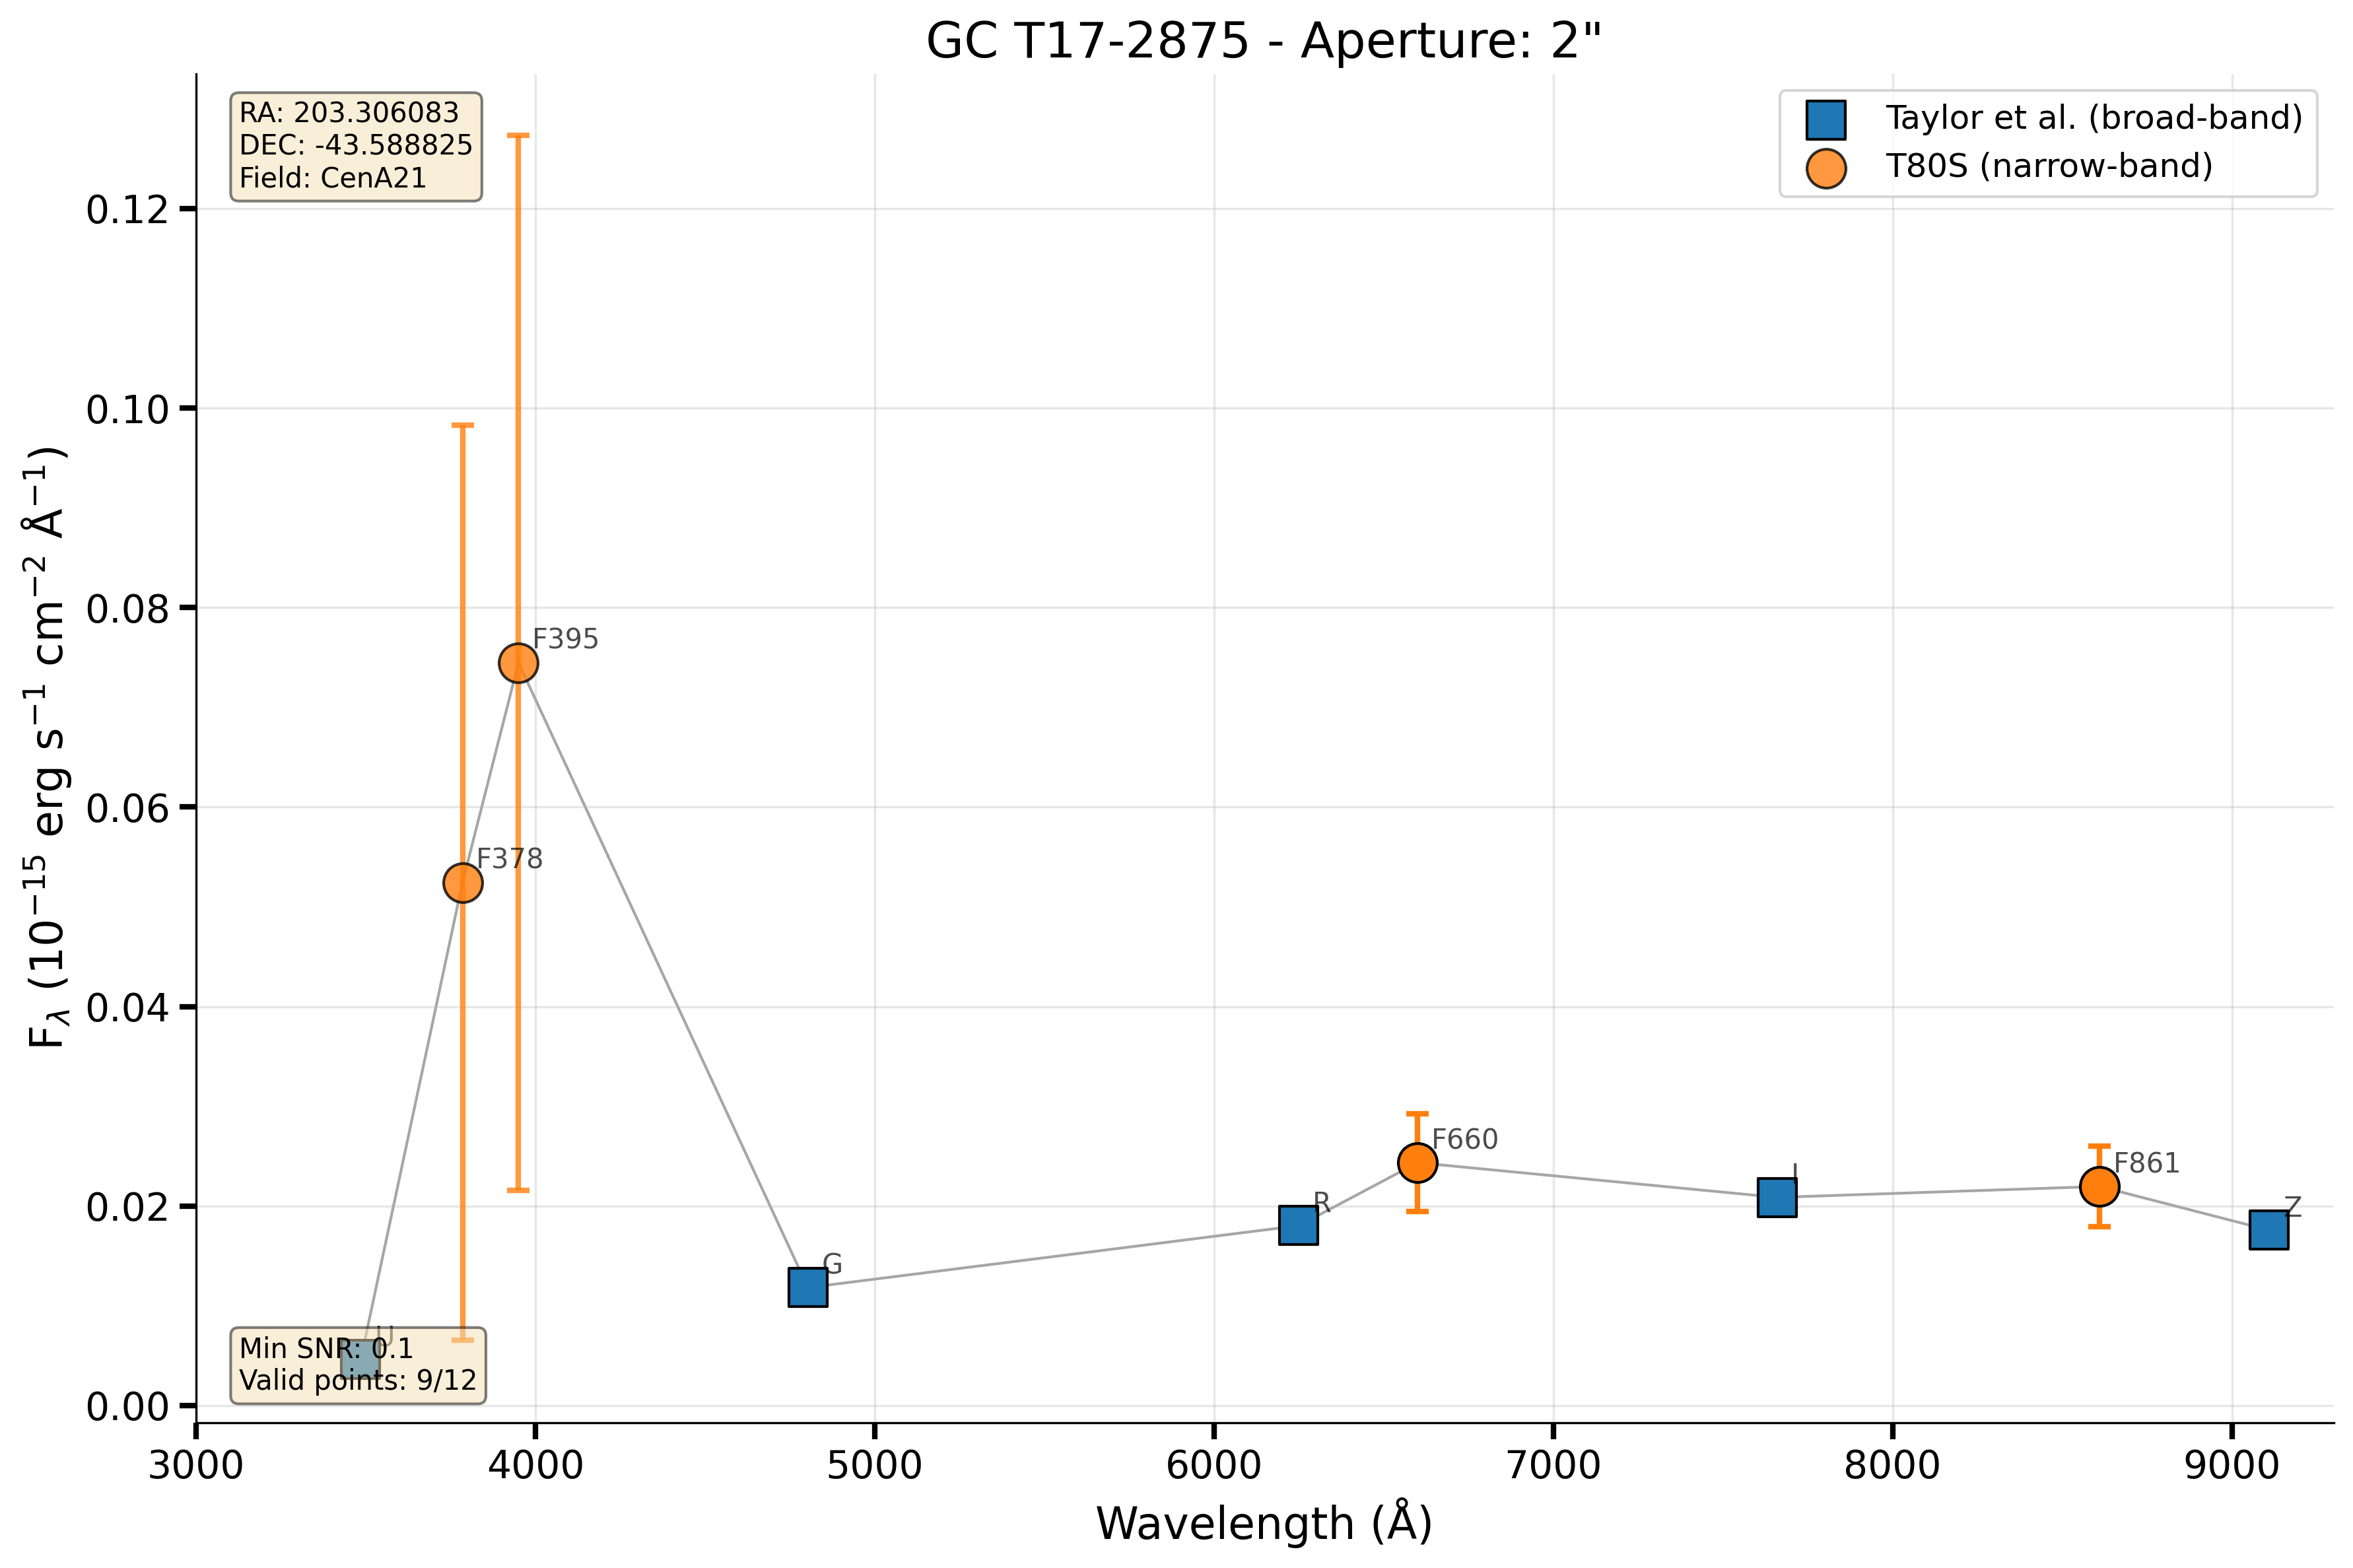 GC T17-2875 - Aperture: 2"
RA: 203.306083
DEC: -43.588825
Field: CenA21
Taylor et al. (broad-band)
T80S (narrow-band)
F_λ (10⁻¹⁵ erg s⁻¹ cm⁻² Å⁻¹)
0.12
0.10
0.08
0.06
0.04
0.02
0.00
F395
F378
F660
F861
I
R
Z
G
U
Min SNR: 0.1
Valid points: 9/12
3000 4000 5000 6000 7000 8000 9000
Wavelength (Å)